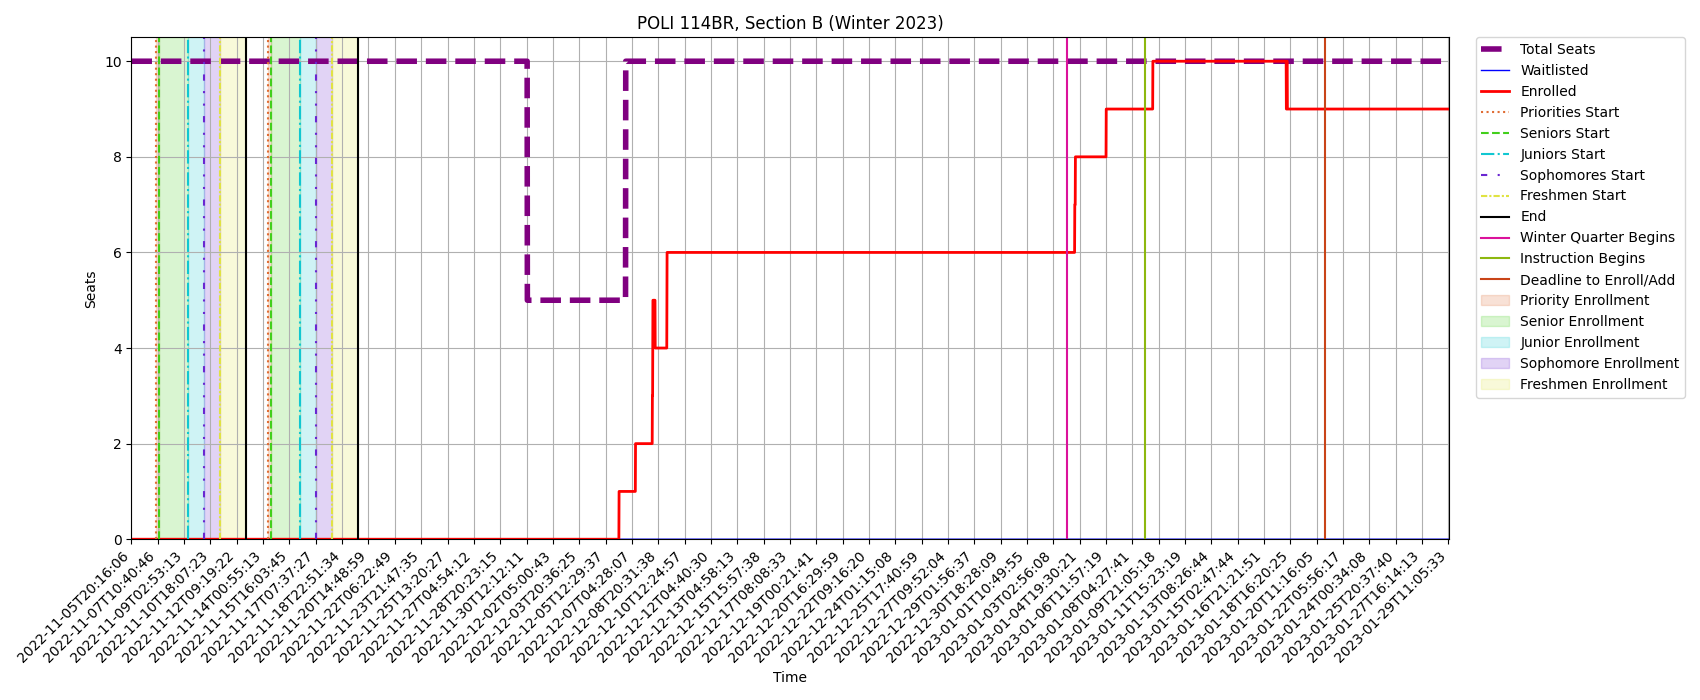 POLI 114BR, Section B (Winter 2023)
Seats
10
8
6
4
2
0
2022-11-05T20:16:06
2022-11-07T10:40:46
2022-11-09T02:53:13
2022-11-10T18:07:23
2022-11-12T09:19:22
2022-11-14T00:55:13
2022-11-15T16:03:45
2022-11-17T07:37:27
2022-11-18T22:51:34
2022-11-20T14:48:59
2022-11-22T06:22:49
2022-11-23T21:47:35
2022-11-25T13:20:27
2022-11-27T04:54:12
2022-11-28T20:23:15
2022-11-30T12:12:11
2022-12-02T05:00:43
2022-12-03T20:36:25
2022-12-05T12:29:37
2022-12-07T04:28:07
2022-12-08T20:31:38
2022-12-10T12:24:57
2022-12-12T04:40:30
2022-12-13T04:58:13
2022-12-15T15:57:38
2022-12-17T08:08:33
2022-12-19T00:21:41
2022-12-20T16:29:59
2022-12-22T09:16:20
2022-12-24T01:15:08
2022-12-25T17:40:59
2022-12-27T09:52:04
2022-12-29T01:56:37
2022-12-30T18:28:09
2023-01-01T10:49:55
2023-01-03T02:56:08
2023-01-04T19:30:21
2023-01-06T11:57:19
2023-01-08T04:27:41
2023-01-09T21:05:18
2023-01-11T15:23:19
2023-01-13T08:26:44
2023-01-15T02:47:44
2023-01-16T21:21:51
2023-01-18T16:20:25
2023-01-20T11:16:05
2023-01-22T05:56:17
2023-01-24T00:34:08
2023-01-25T20:37:40
2023-01-27T16:14:13
2023-01-29T11:05:33
Time
Total Seats
Waitlisted
Enrolled
Priorities Start
Seniors Start
Juniors Start
Sophomores Start
Freshmen Start
End
Winter Quarter Begins
Instruction Begins
Deadline to Enroll/Add
Priority Enrollment
Senior Enrollment
Junior Enrollment
Sophomore Enrollment
Freshmen Enrollment